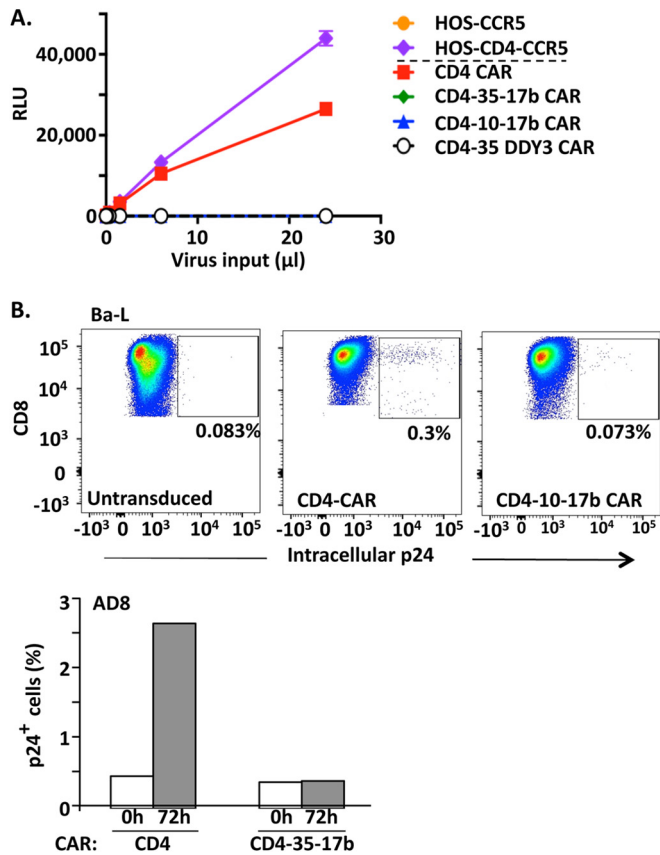 A.
HOS-CCR5
HOS-CD4-CCR5
CD4 CAR
CD4-35-17b CAR
CD4-10-17b CAR
CD4-35 DDY3 CAR
RLU
40,000
20,000
0
0 10 20 30
Virus input (μl)
B.
Ba-L
CD8
10⁵
10⁴
10³
0
-10³
0.083%
0.3%
0.073%
Untransduced
CD4-CAR
CD4-10-17b CAR
-10³ 0 10³ 10⁴ 10⁵
-10³ 0 10³ 10⁴ 10⁵
-10³ 0 10³ 10⁴ 10⁵
Intracellular p24
AD8
p24⁺ cells (%)
3
2
1
0
0h 72h 0h 72h
CAR: CD4 CD4-35-17b